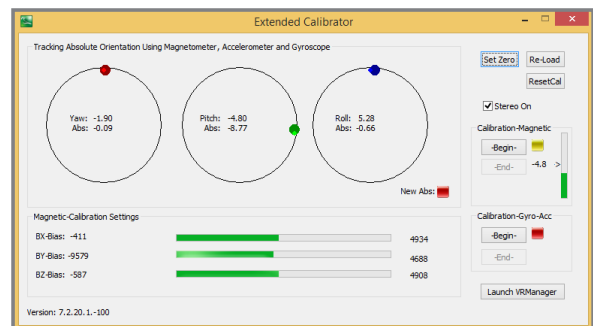 Extended Calibrator
Tracking Absolute Orientation Using Magnetometer, Accelerometer and Gyroscope
Set Zero Re-Load
ResetCal
Stereo On
Yaw: -1.90
Abs: -0.09
Pitch: -4.80
Abs: -8.77
Roll: 5.28
Abs: -0.66
New Abs:
Calibration-Magnetic
-Begin-
-End- -4.8 >
Magnetic-Calibration Settings
BX-Bias: -411 4934
BY-Bias: -9579 4688
BZ-Bias: -587 4908
Calibration-Gyro-Acc
-Begin-
-End-
Launch VRManager
Version: 7.2.20.1.-100